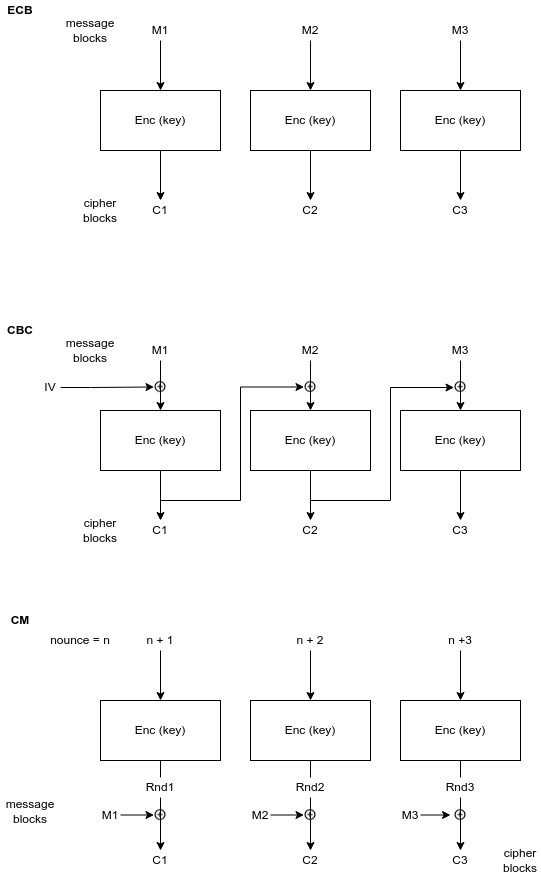 ECB
message
blocks
M1
M2
M3
Enc (key)
Enc (key)
Enc (key)
cipher
blocks
C1
C2
C3
CBC
message
blocks
M1
M2
M3
IV
Enc (key)
Enc (key)
Enc (key)
cipher
blocks
C1
C2
C3
CM
nounce = n
n + 1
n + 2
n +3
Enc (key)
Enc (key)
Enc (key)
Rnd1
Rnd2
Rnd3
message
blocks
M1
M2
M3
C1
C2
C3
cipher
blocks